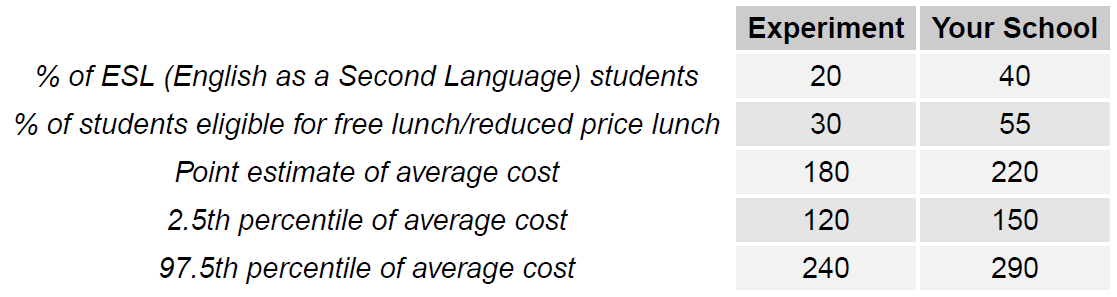 Experiment Your School
% of ESL (English as a Second Language) students 20 40
% of students eligible for free lunch/reduced price lunch 30 55
Point estimate of average cost 180 220
2.5th percentile of average cost 120 150
97.5th percentile of average cost 240 290